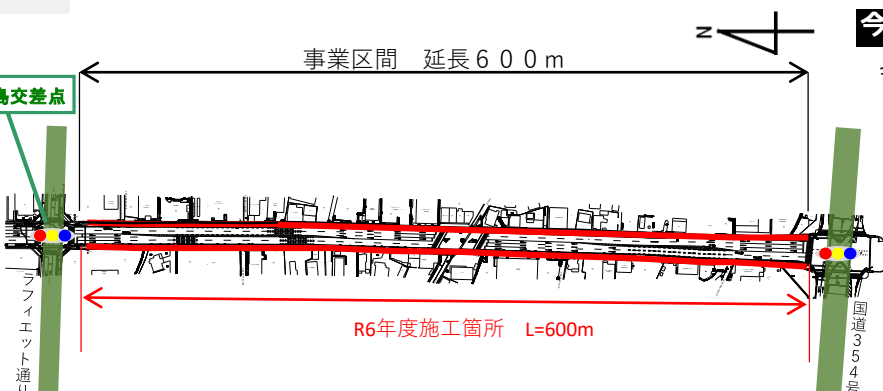 今
N
事業区間 延長600m
島交差点
R6年度施工箇所 L=600m
ラフィエット通り
国道354号